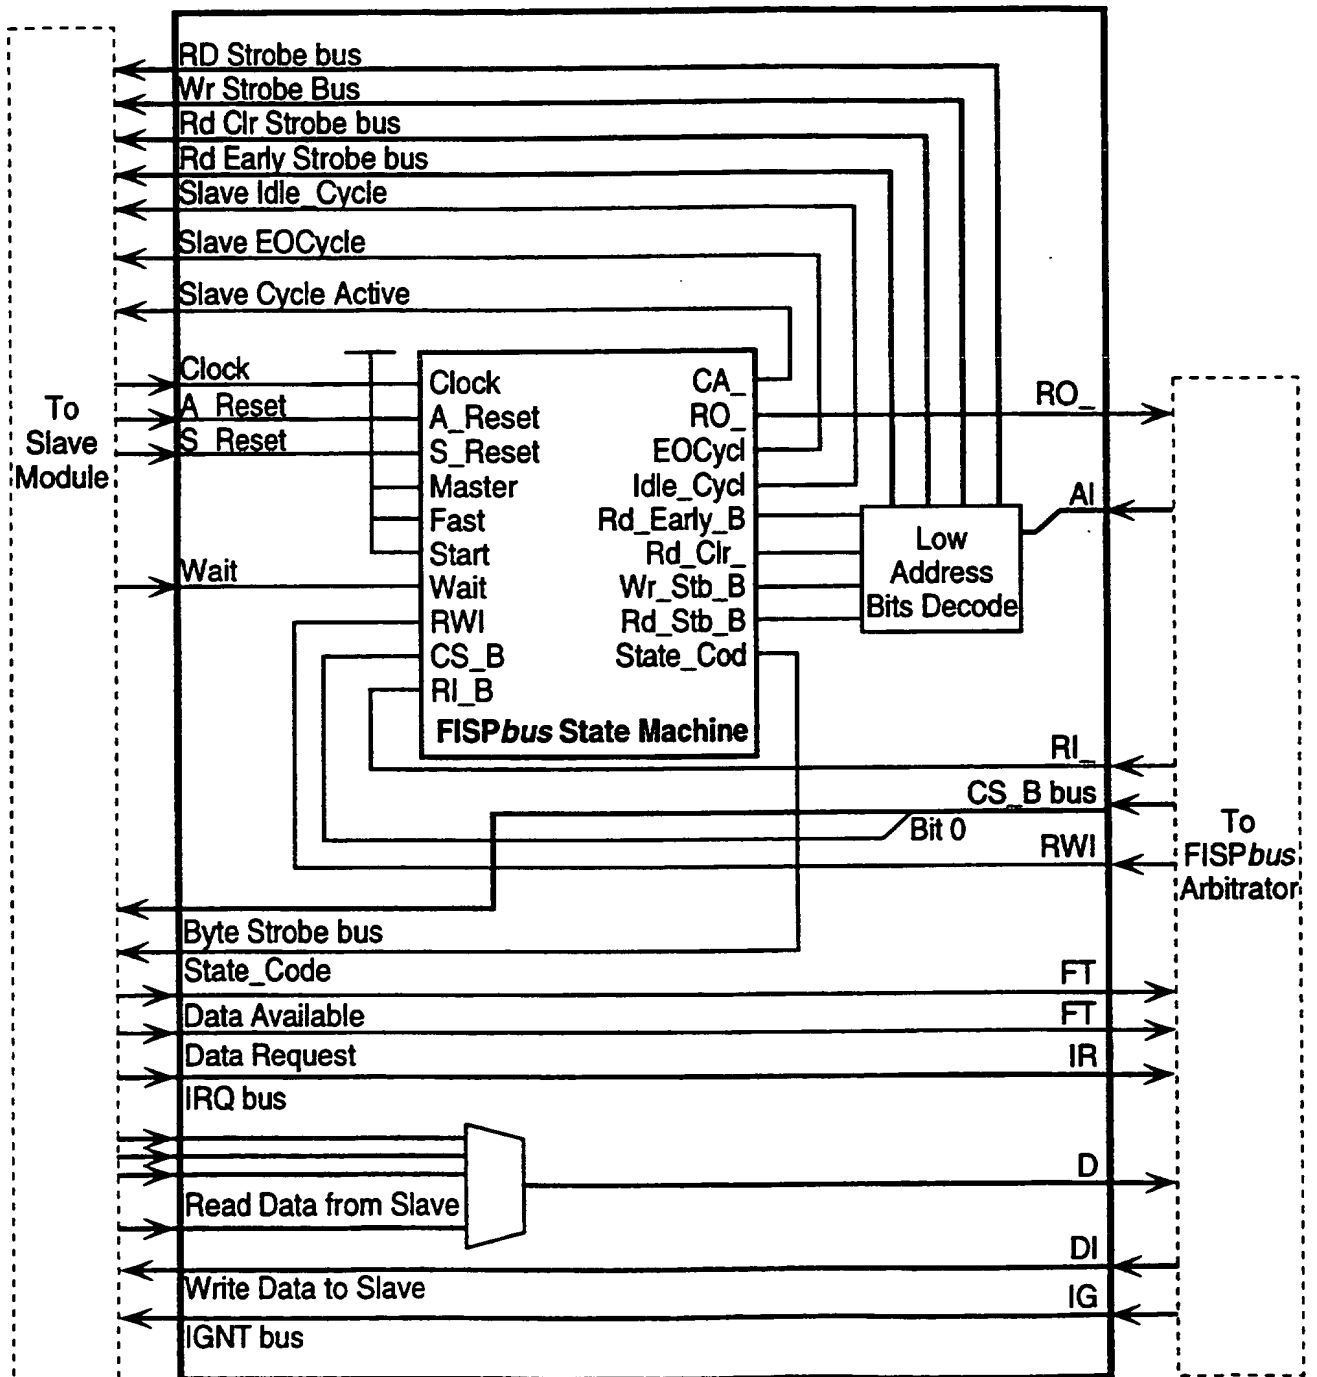 RD Strobe bus
Wr Strobe Bus
Rd Clr Strobe bus
Rd Early Strobe bus
Slave Idle_Cycle
Slave EOCycle
Slave Cycle Active
Clock
A_Reset
S_Reset
To
Slave
Module
Wait
Clock
A_Reset
S_Reset
Master
Fast
Start
Wait
RWI
CS_B
RI_B
CA_
RO_
EOCycl
Idle_Cycl
Rd_Early_B
Rd_Clr_
Wr_Stb_B
Rd_Stb_B
State_Cod
FISPbus State Machine
Low
Address
Bits Decode
RO_
AI
RI_
CS_B bus
Bit 0
RWI
To
FISPbus
Arbitrator
Byte Strobe bus
State_Code
FT
Data Available
FT
Data Request
IR
IRQ bus
D
Read Data from Slave
DI
Write Data to Slave
IG
IGNT bus